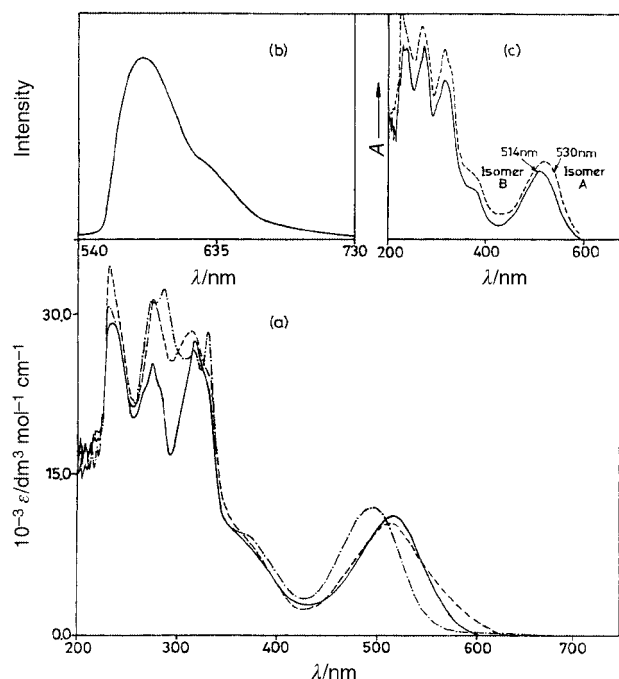 (b)
Intensity
540
635
730
λ/nm
(c)
A
514nm
530nm
Isomer
B
Isomer
A
200
400
600
λ/nm
(a)
10⁻³ ε/dm³ mol⁻¹ cm⁻¹
30.0
15.0
0.0
200
300
400
500
600
700
λ/nm